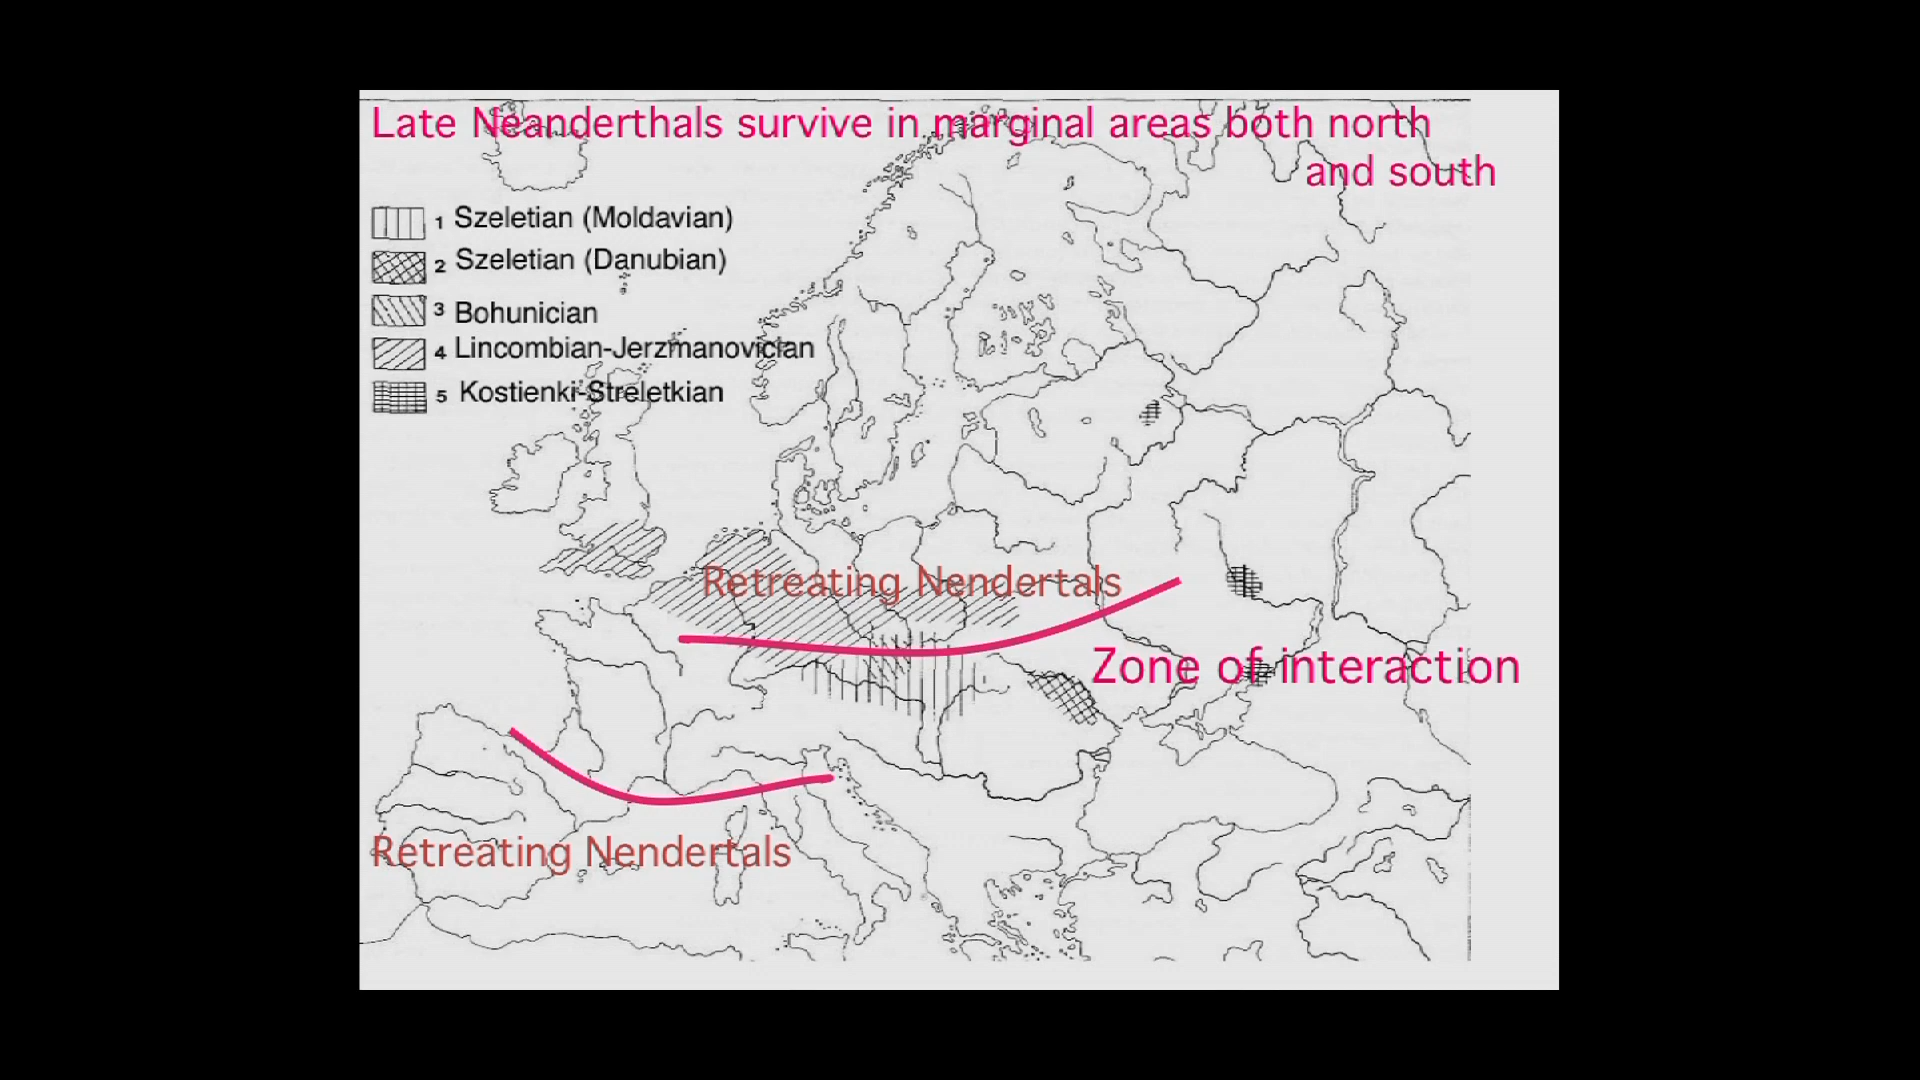 Late Neanderthals survive in marginal areas both north
and south
1 Szeletian (Moldavian)
2 Szeletian (Danubian)
3 Bohunician
4 Lincombian-Jerzmanovician
5 Kostienki-Streletkian
Retreating Nendertals
Zone of interaction
Retreating Nendertals